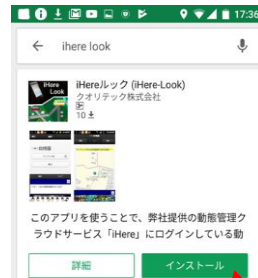 17:36
ihere look
iHere
Look
iHereルック (iHere-Look)
クオリテック株式会社
10
このアプリを使うことで、弊社提供の動態管理ク
ラウドサービス「iHere」にログインしている動
詳細
インストール